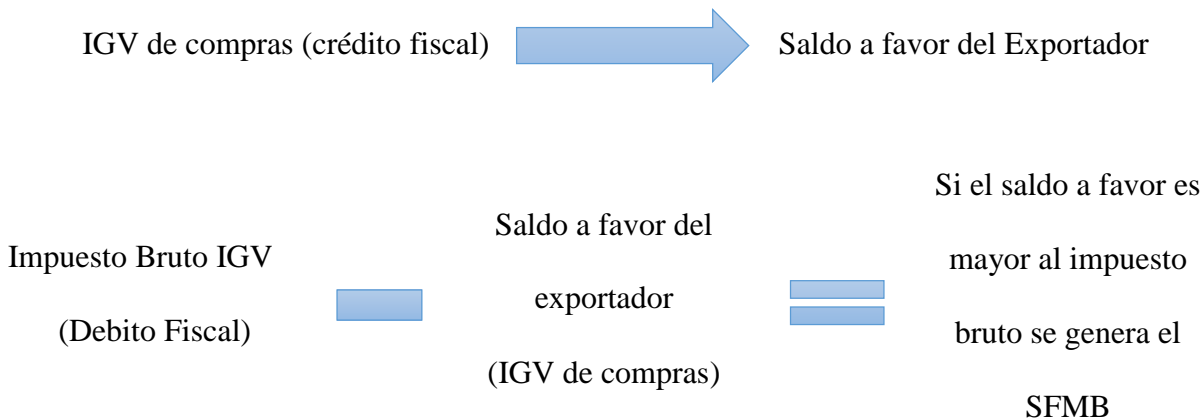 IGV de compras (crédito fiscal)
Saldo a favor del Exportador
Impuesto Bruto IGV
(Debito Fiscal)
Saldo a favor del
exportador
(IGV de compras)
Si el saldo a favor es
mayor al impuesto
bruto se genera el
SFMB